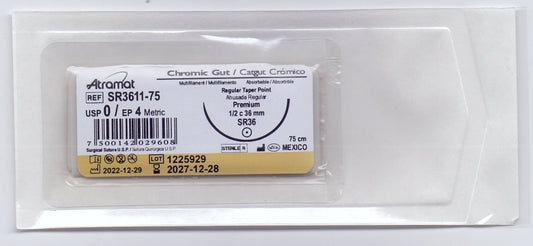 Atramat
REF SR3611-75
USP 0 / EP 4 Metric
7 500142 029608
Surgical Suture U.S.P. / Sutura Quirúrgica U.S.P.
2022-12-29
LOT 1225929
2027-12-28
Chromic Gut / Catgut Crómico
Multifilament / Multifilamento Absorbable / Absorbible
Regular Taper Point
Ahusada Regular
Premium
1/2 c 36 mm
SR36
75 cm
STERILE R
MEXICO